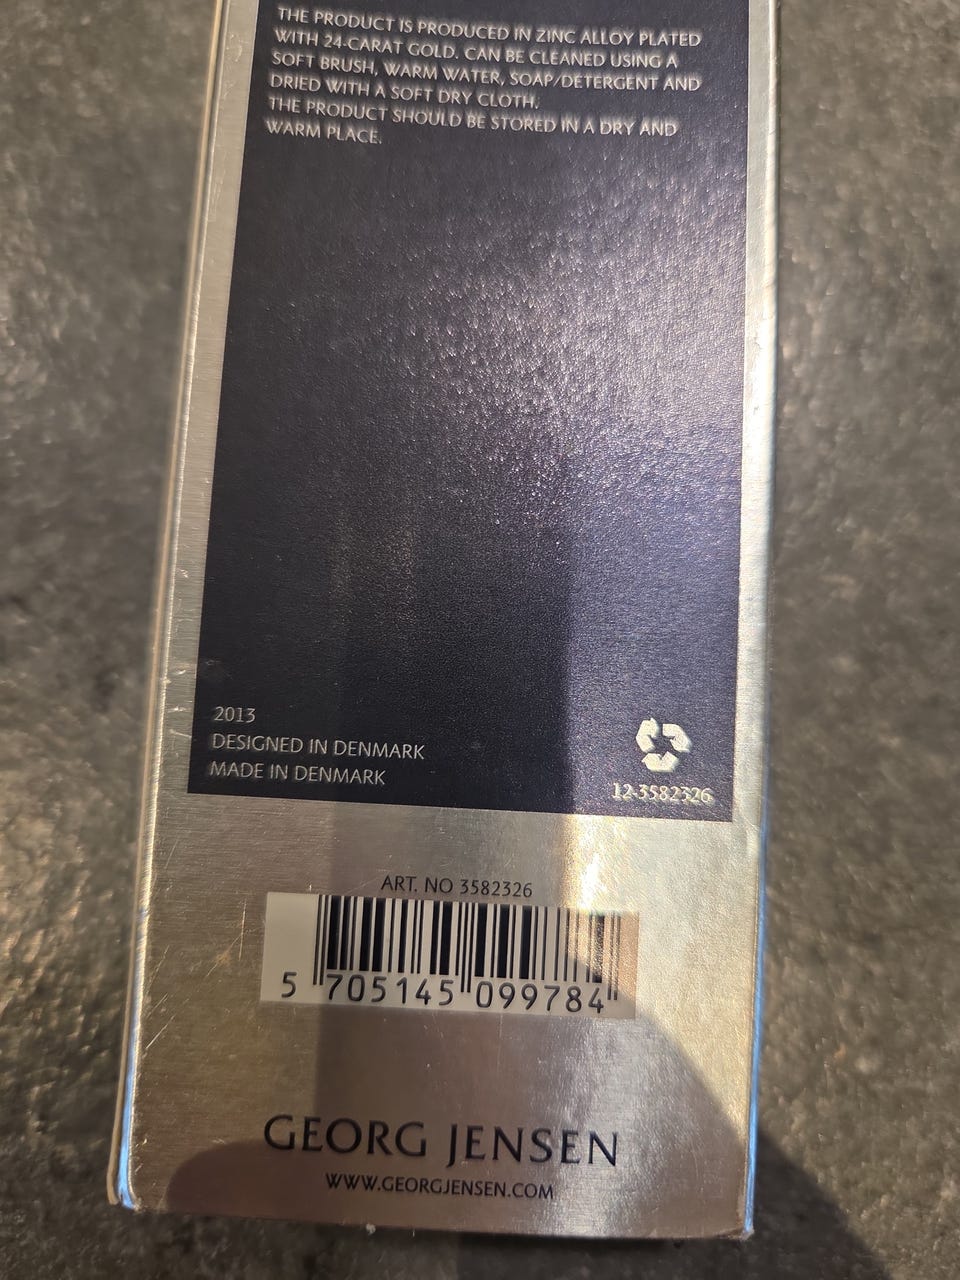 THE PRODUCT IS PRODUCED IN ZINC ALLOY PLATED
WITH 24-CARAT GOLD. CAN BE CLEANED USING A
SOFT BRUSH, WARM WATER, SOAP/DETERGENT AND
DRIED WITH A SOFT DRY CLOTH.
THE PRODUCT SHOULD BE STORED IN A DRY AND
WARM PLACE.
2013
DESIGNED IN DENMARK
MADE IN DENMARK
12-3582326
ART. NO 3582326
5 705145 099784
GEORG JENSEN
WWW.GEORGJENSEN.COM